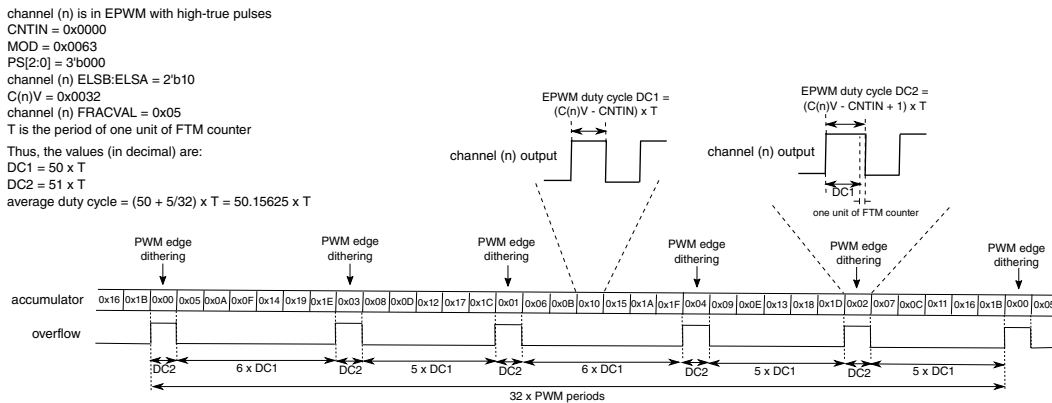 channel (n) is in EPWM with high-true pulses
CNTIN = 0x0000
MOD = 0x0063
PS[2:0] = 3'b000
channel (n) ELSB:ELSA = 2'b10
C(n)V = 0x0032
channel (n) FRACVAL = 0x05
T is the period of one unit of FTM counter
Thus, the values (in decimal) are:
DC1 = 50 x T
DC2 = 51 x T
average duty cycle = (50 + 5/32) x T = 50.15625 x T
EPWM duty cycle DC1 =
(C(n)V - CNTIN) x T
channel (n) output
EPWM duty cycle DC2 =
(C(n)V - CNTIN + 1) x T
channel (n) output
DC1
one unit of FTM counter
PWM edge
dithering
PWM edge
dithering
PWM edge
dithering
PWM edge
dithering
PWM edge
dithering
PWM edge
dithering
accumulator 0x16 0x1B 0x00 0x05 0x0A 0x0F 0x14 0x19 0x1E 0x03 0x08 0x0D 0x12 0x17 0x1C 0x01 0x06 0x0B 0x10 0x15 0x1A 0x1F 0x04 0x09 0x0E 0x13 0x18 0x1D 0x02 0x07 0x0C 0x11 0x16 0x1B 0x00 0x05
overflow
DC2 6 x DC1 DC2 5 x DC1 DC2 6 x DC1 DC2 5 x DC1 DC2 5 x DC1
32 x PWM periods